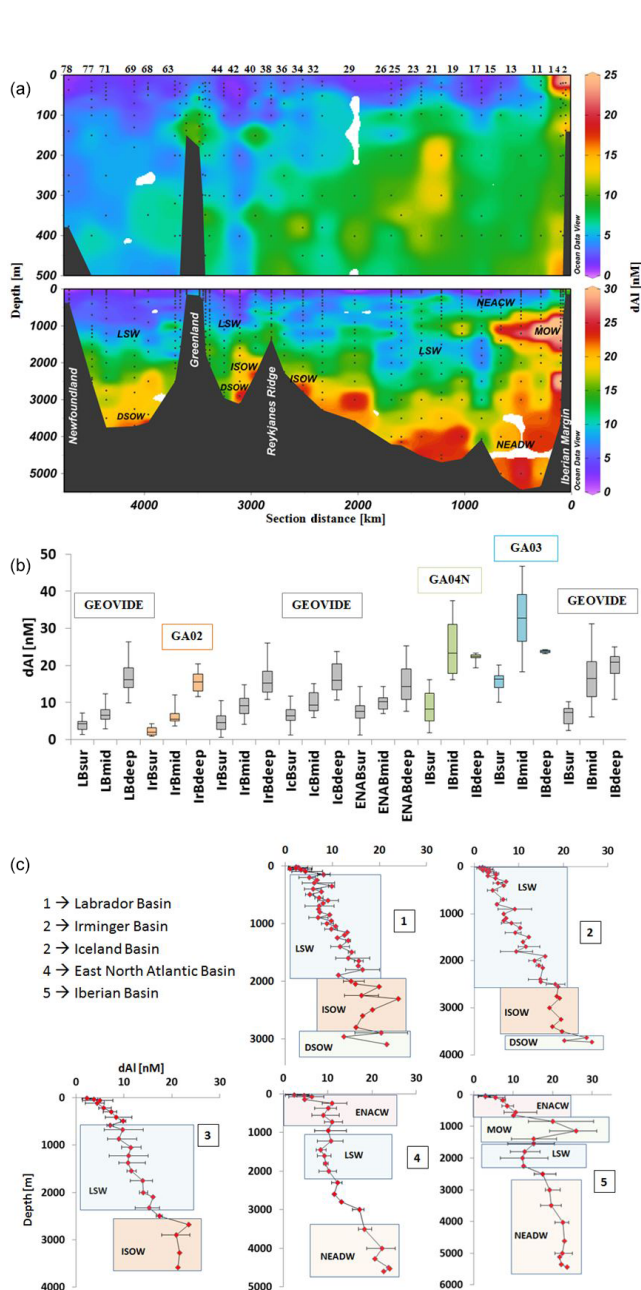 78 77 71 69 68 63 44 42 40 38 36 34 32 29 26 25 23 21 19 17 15 13 11 1 4 2
(a)
0
100
200
300
400
500
Depth [m]
25
20
15
10
5
0
Ocean Data View
dAl [nM]
0
1000
2000
3000
4000
5000
NEACW
LSW
LSW
Greenland
MOW
LSW
ISOW
DSOW
ISOW
DSOW
Reykjanes Ridge
NEADW
Newfoundland
Iberian Margin
30
25
20
15
10
5
0
Ocean Data View
4000 3000 2000 1000 0
Section distance [km]
(b)
dAl [nM]
50
40
30
20
10
0
GEOVIDE
GA02
GEOVIDE
GA04N
GA03
GEOVIDE
LBsur LBmid LBdeep IrBsur IrBmid IrBdeep IrBsur IrBmid IrBdeep IcBsur IcBmid IcBdeep ENABsur ENABmid ENABdeep IBsur IBmid IBdeep IBsur IBmid IBdeep IBsur IBmid IBdeep
(c)
1 → Labrador Basin
2 → Irminger Basin
3 → Iceland Basin
4 → East North Atlantic Basin
5 → Iberian Basin
0 10 20 30
0
1000
2000
3000
LSW
1
ISOW
DSOW
0 10 20 30
0
1000
2000
3000
4000
LSW
2
ISOW
DSOW
dAl [nM]
0 12 24 36
Depth [m]
0
1000
2000
3000
4000
3
LSW
ISOW
0 10 20 30
0
1000
2000
3000
4000
5000
ENACW
LSW
4
NEADW
0 10 20 30
0
1000
2000
3000
4000
5000
6000
ENACW
MOW
LSW
5
NEADW